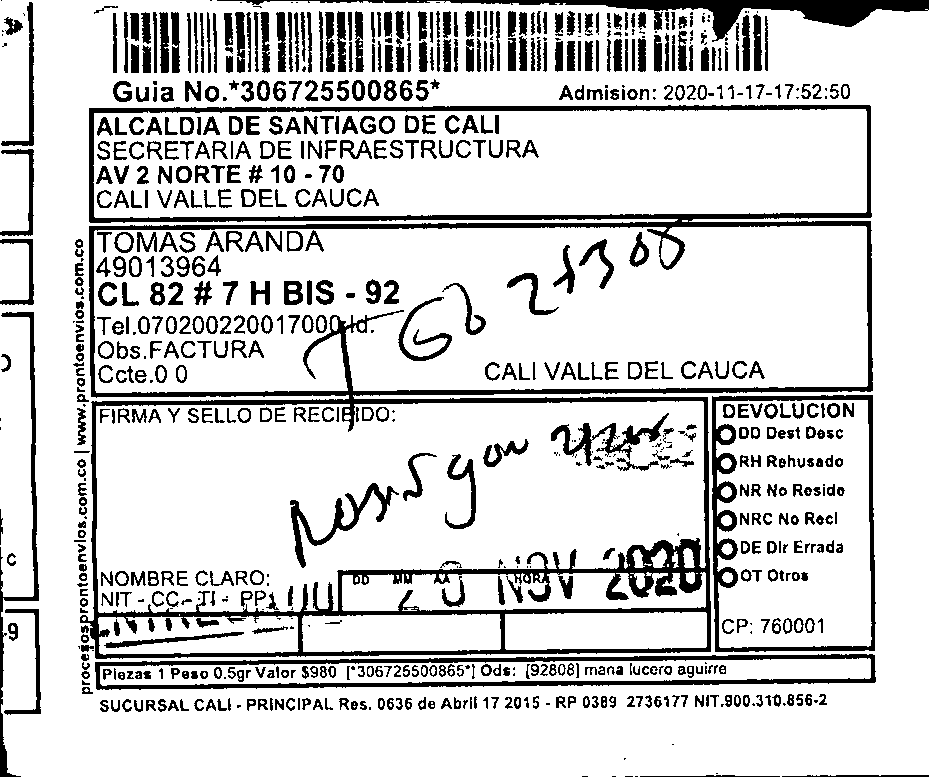 Guia No.*306725500865*
Admision: 2020-11-17-17:52:50
ALCALDIA DE SANTIAGO DE CALI
SECRETARIA DE INFRAESTRUCTURA
AV 2 NORTE # 10 - 70
CALI VALLE DEL CAUCA
TOMAS ARANDA
49013964
CL 82 # 7 H BIS - 92
Tel.070200220017000-Id.
Obs.FACTURA
Ccte.0 0
CALI VALLE DEL CAUCA
procesosprontoenvios.com.co | www.prontoenvios.com.co
FIRMA Y SELLO DE RECIBIDO:
NOMBRE CLARO:
NIT - CC- TI - PP
DD MM AA HORA
20 NOV 2020
DEVOLUCION
DD Dest Desc
RH Rehusado
NR No Reside
NRC No Recl
DE Dir Errada
OT Otros
CP: 760001
Piezas 1 Peso 0.5gr Valor $980 [*306725500865*] Ods: [92808] maria lucero aguirre
SUCURSAL CALI - PRINCIPAL Res. 0636 de Abril 17 2015 - RP 0389 2736177 NIT.900.310.856-2